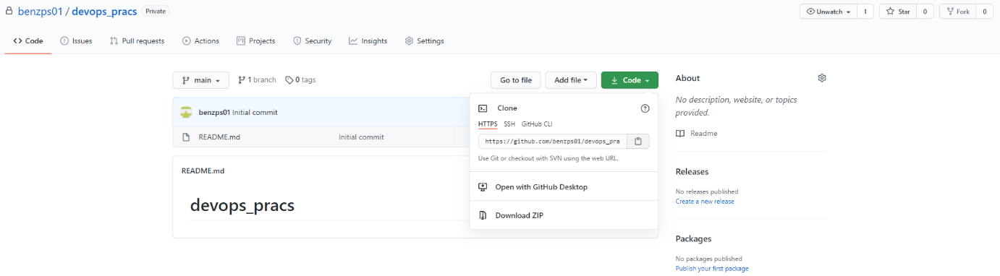 benzps01 / devops_pracs Private
Unwatch 1 Star 0 Fork 0
Code Issues Pull requests Actions Projects Security Insights Settings
main 1 branch 0 tags Go to file Add file Code
benzps01 Initial commit
README.md Initial commit
README.md
devops_pracs
Clone
HTTPS SSH GitHub CLI
https://github.com/benzps01/devops_pra
Use Git or checkout with SVN using the web URL.
Open with GitHub Desktop
Download ZIP
About
No description, website, or topics
provided.
Readme
Releases
No releases published
Create a new release
Packages
No packages published
Publish your first package